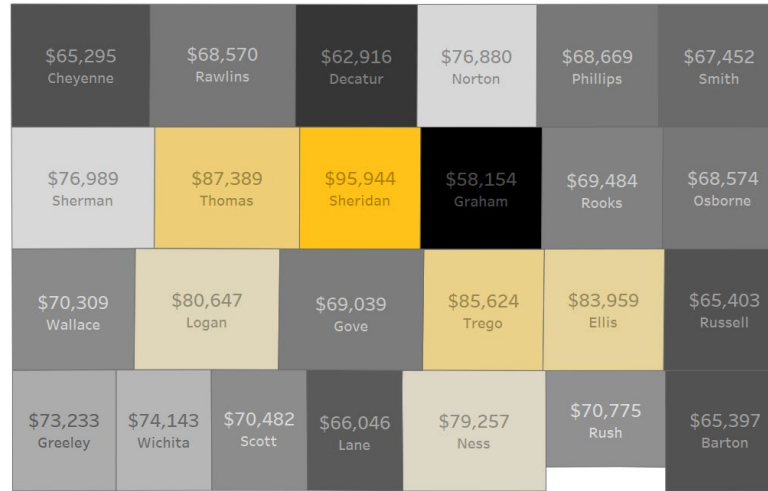 $65,295
Cheyenne
$68,570
Rawlins
$62,916
Decatur
$76,880
Norton
$68,669
Phillips
$67,452
Smith
$76,989
Sherman
$87,389
Thomas
$95,944
Sheridan
$58,154
Graham
$69,484
Rooks
$68,574
Osborne
$70,309
Wallace
$80,647
Logan
$69,039
Gove
$85,624
Trego
$83,959
Ellis
$65,403
Russell
$73,233
Greeley
$74,143
Wichita
$70,482
Scott
$66,046
Lane
$79,257
Ness
$70,775
Rush
$65,397
Barton